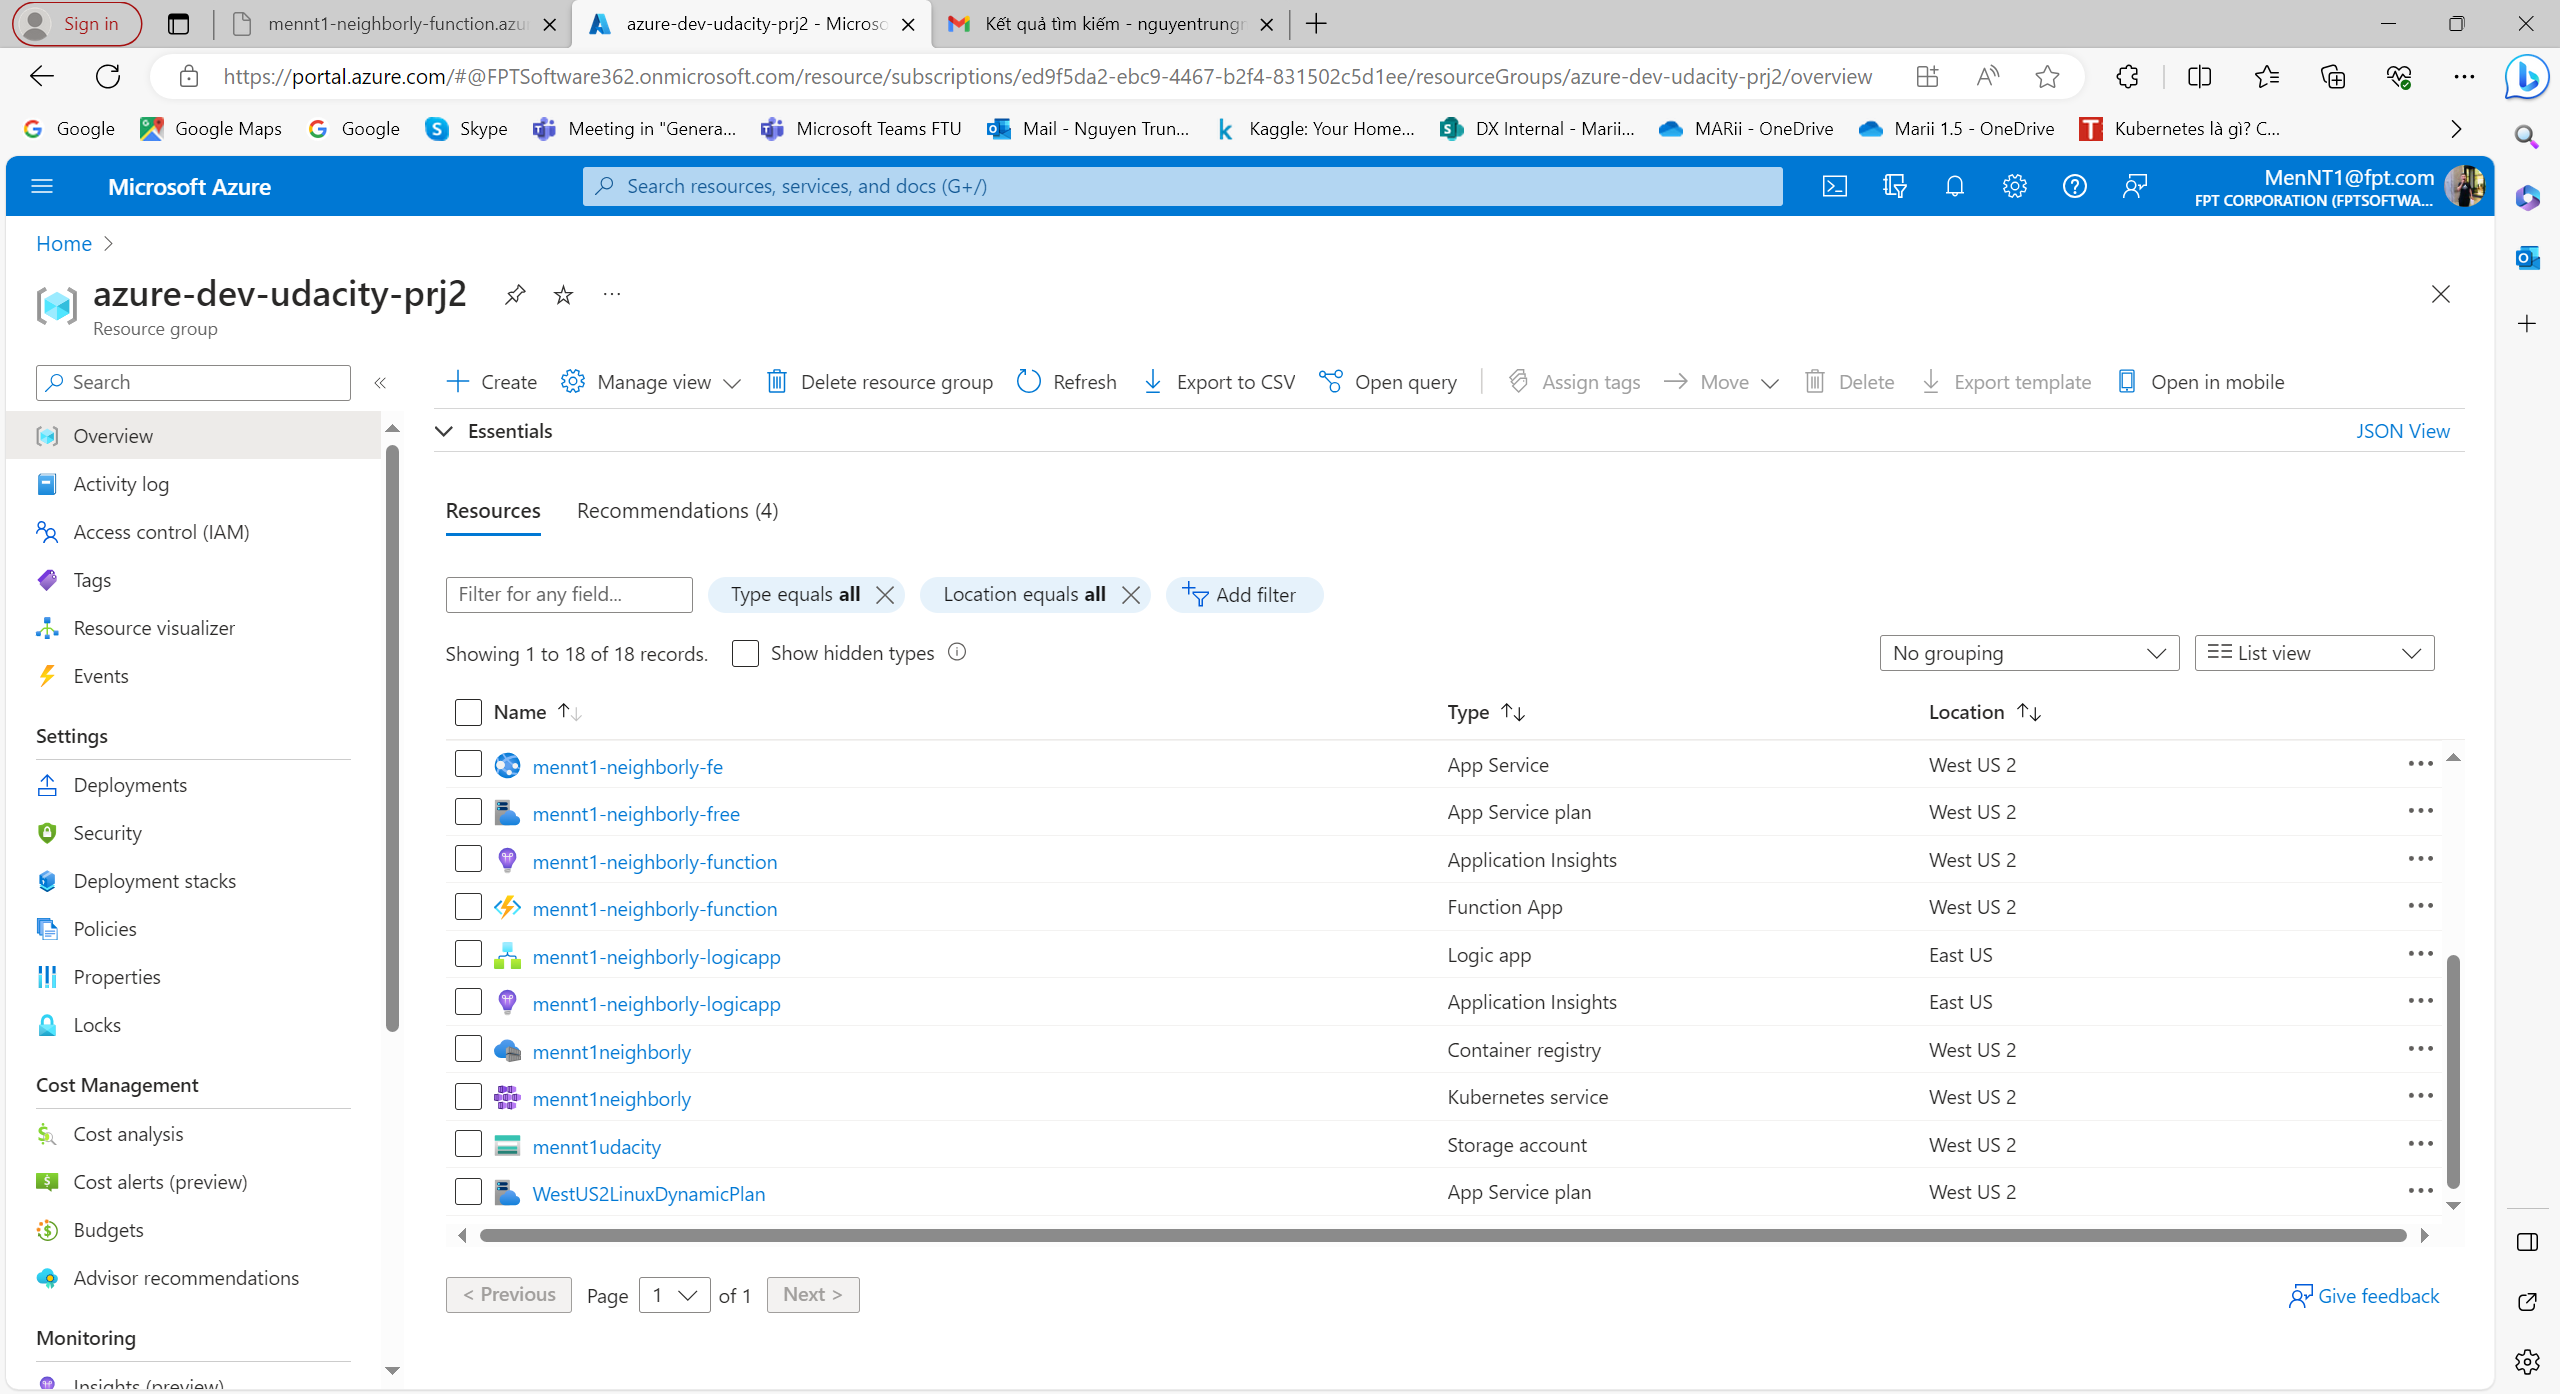 Sign in
mennt1-neighborly-function.azu
azure-dev-udacity-prj2 - Microso
Kết quả tìm kiếm - nguyentrungn
https://portal.azure.com/#@FPTSoftware362.onmicrosoft.com/resource/subscriptions/ed9f5da2-ebc9-4467-b2f4-831502c5d1ee/resourceGroups/azure-dev-udacity-prj2/overview
Google
Google Maps
Google
Skype
Meeting in "Genera...
Microsoft Teams FTU
Mail - Nguyen Trun...
Kaggle: Your Home...
DX Internal - Marii...
MARii - OneDrive
Marii 1.5 - OneDrive
Kubernetes là gì? C...
Microsoft Azure
Search resources, services, and docs (G+/)
MenNT1@fpt.com
FPT CORPORATION (FPTSOFTWA...
Home
azure-dev-udacity-prj2
Resource group
Search
Create
Manage view
Delete resource group
Refresh
Export to CSV
Open query
Assign tags
Move
Delete
Export template
Open in mobile
Overview
Activity log
Access control (IAM)
Tags
Resource visualizer
Events
Settings
Deployments
Security
Deployment stacks
Policies
Properties
Locks
Cost Management
Cost analysis
Cost alerts (preview)
Budgets
Advisor recommendations
Monitoring
Insights (preview)
Essentials
JSON View
Resources
Recommendations (4)
Filter for any field...
Type equals all
Location equals all
Add filter
Showing 1 to 18 of 18 records.
Show hidden types
No grouping
List view
Name Type Location
mennt1-neighborly-fe App Service West US 2
mennt1-neighborly-free App Service plan West US 2
mennt1-neighborly-function Application Insights West US 2
mennt1-neighborly-function Function App West US 2
mennt1-neighborly-logicapp Logic app East US
mennt1-neighborly-logicapp Application Insights East US
mennt1neighborly Container registry West US 2
mennt1neighborly Kubernetes service West US 2
mennt1udacity Storage account West US 2
WestUS2LinuxDynamicPlan App Service plan West US 2
< Previous Page 1 of 1 Next >
Give feedback